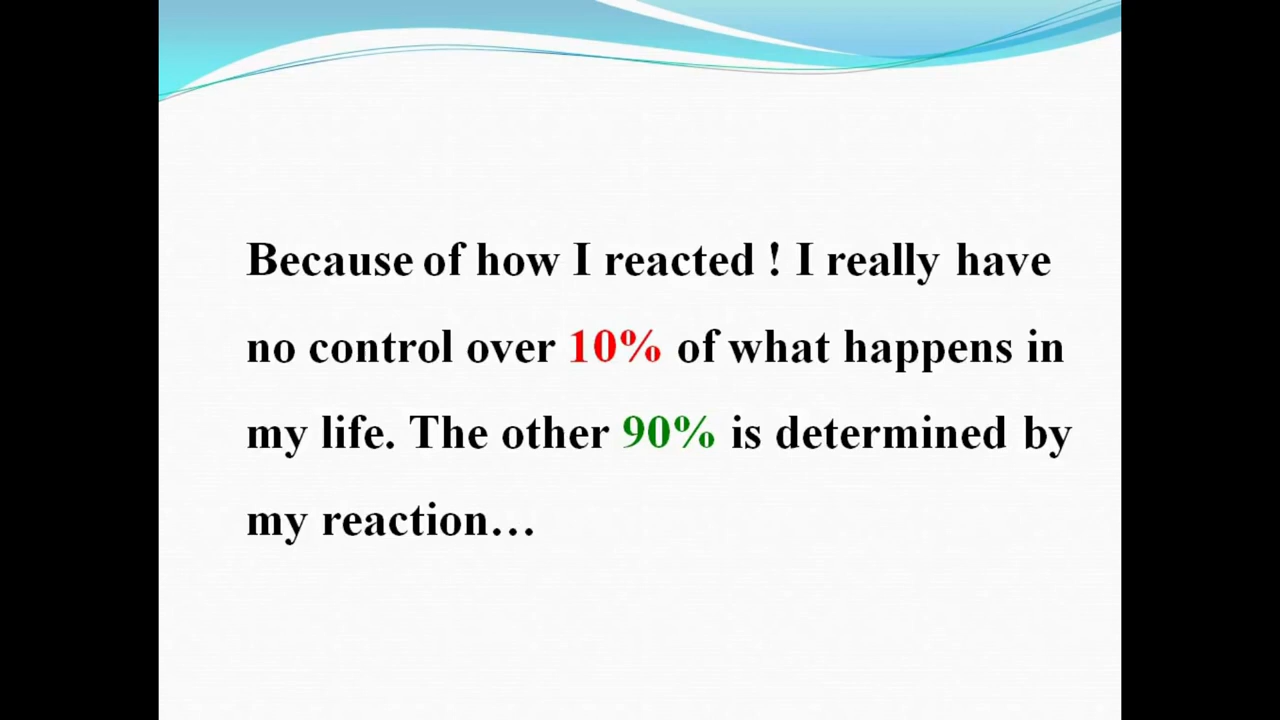 Because of how I reacted ! I really have
no control over 10% of what happens in
my life. The other 90% is determined by
my reaction…